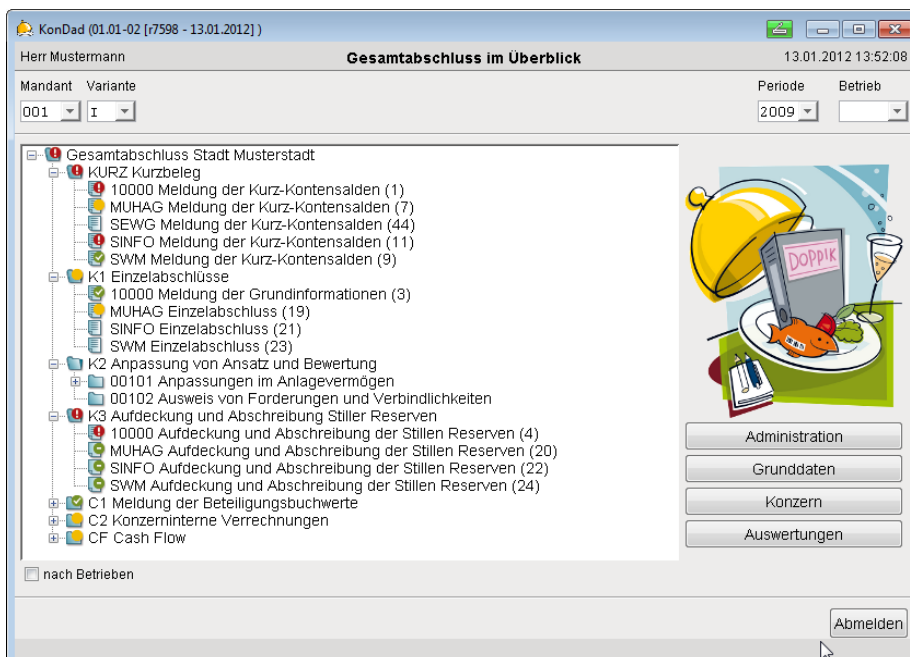 KonDad (01.01-02 [r7598 - 13.01.2012] )
Herr Mustermann Gesamtabschluss im Überblick 13.01.2012 13:52:08
Mandant Variante Periode Betrieb
001 I 2009
Gesamtabschluss Stadt Musterstadt
KURZ Kurzbeleg
10000 Meldung der Kurz-Kontensalden (1)
MUHAG Meldung der Kurz-Kontensalden (7)
SEWG Meldung der Kurz-Kontensalden (44)
SINFO Meldung der Kurz-Kontensalden (11)
SWM Meldung der Kurz-Kontensalden (9)
K1 Einzelabschlüsse
10000 Meldung der Grundinformationen (3)
MUHAG Einzelabschluss (19)
SINFO Einzelabschluss (21)
SWM Einzelabschluss (23)
K2 Anpassung von Ansatz und Bewertung
00101 Anpassungen im Anlagevermögen
00102 Ausweis von Forderungen und Verbindlichkeiten
K3 Aufdeckung und Abschreibung Stiller Reserven
10000 Aufdeckung und Abschreibung der Stillen Reserven (4)
MUHAG Aufdeckung und Abschreibung der Stillen Reserven (20)
SINFO Aufdeckung und Abschreibung der Stillen Reserven (22)
SWM Aufdeckung und Abschreibung der Stillen Reserven (24)
C1 Meldung der Beteiligungsbuchwerte
C2 Konzerninterne Verrechnungen
CF Cash Flow
DOPPIK
Administration
Grunddaten
Konzern
Auswertungen
nach Betrieben
Abmelden